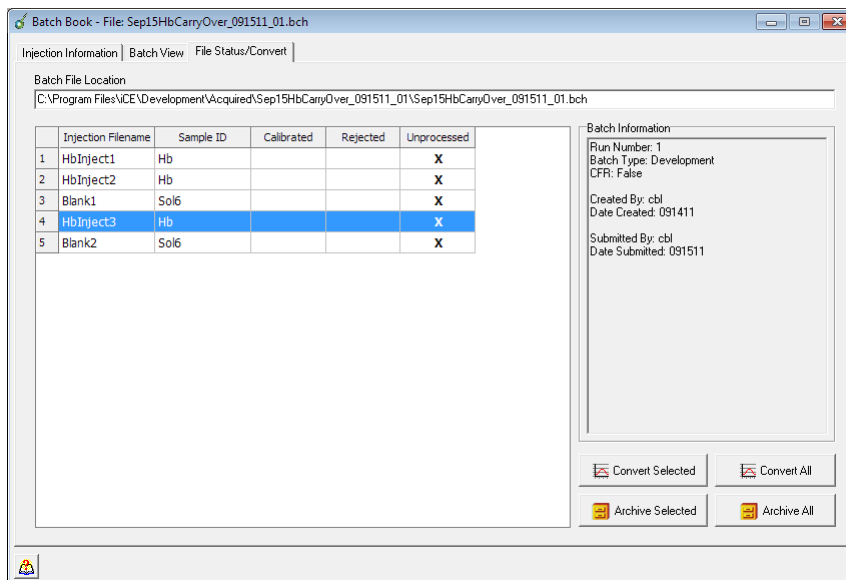 Batch Book - File: Sep15HbCarryOver_091511_01.bch
Injection Information Batch View File Status/Convert
Batch File Location
C:\Program Files\iCE\Development\Acquired\Sep15HbCarryOver_091511_01\Sep15HbCarryOver_091511_01.bch
Injection Filename Sample ID Calibrated Rejected Unprocessed
1 HbInject1 Hb X
2 HbInject2 Hb X
3 Blank1 Sol6 X
4 HbInject3 Hb X
5 Blank2 Sol6 X
Batch Information
Run Number: 1
Batch Type: Development
CFR: False
Created By: cbl
Date Created: 091411
Submitted By: cbl
Date Submitted: 091511
Convert Selected Convert All
Archive Selected Archive All